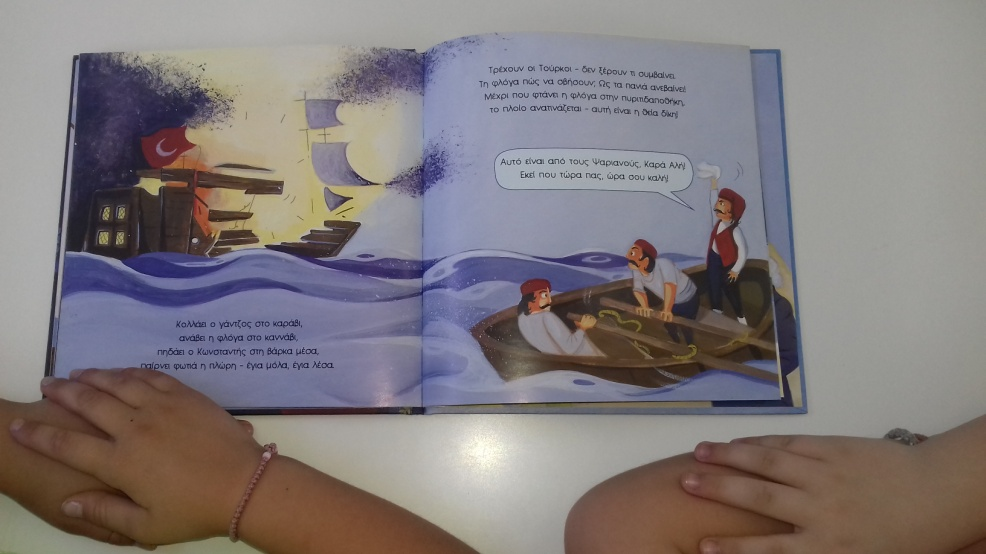 Κολλάει ο γάντζος στο καράβι,
ανάβει η φλόγα στο καννάβι,
πηδάει ο Κωνσταντής στη βάρκα μέσα,
παίρνει φωτιά η πλώρη – έγια μόλα, έγια λέσα.
Τρέχουν οι Τούρκοι – δεν ξέρουν τι συμβαίνει.
Τη φλόγα πώς να σβήσουν; Ως τα πανιά ανεβαίνει!
Μέχρι που φτάνει η φλόγα στην πυριτιδαποθήκη,
το πλοίο ανατινάζεται – αυτή είναι η θεία δίκη!
Αυτό είναι από τους Ψαριανούς, Καρά Αλή!
Εκεί που τώρα πας, ώρα σου καλή!